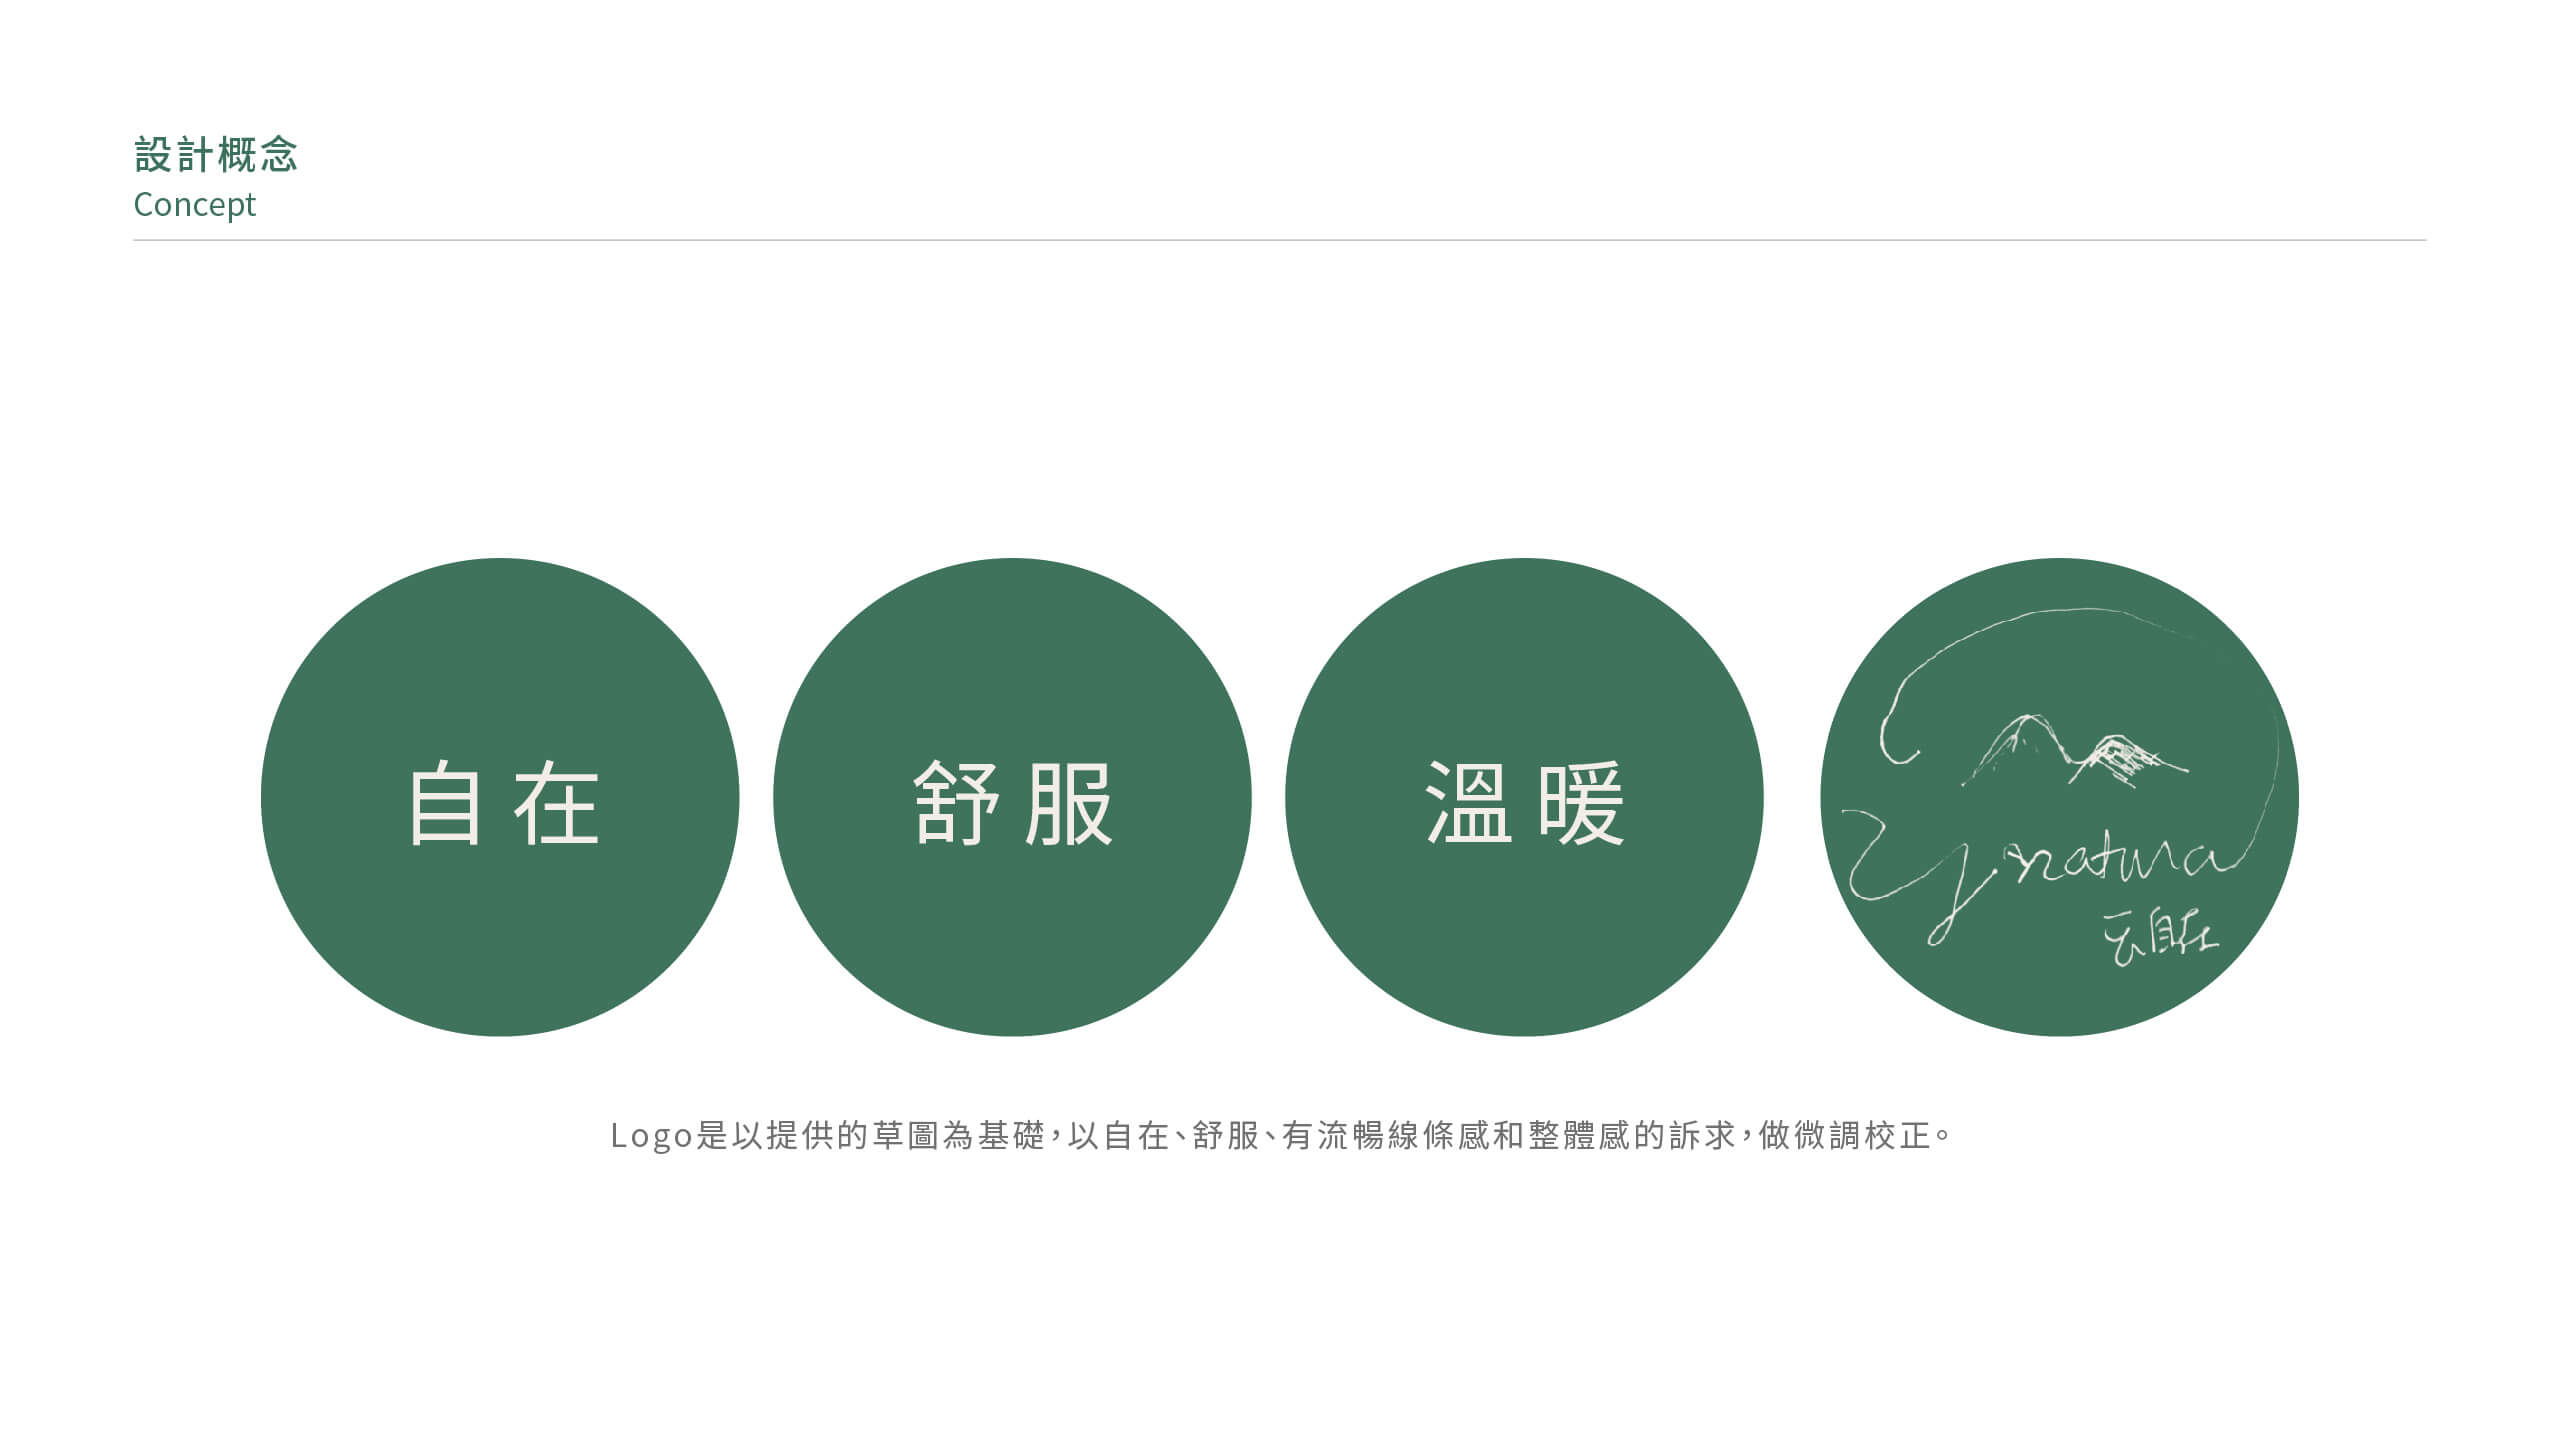 設計概念
Concept
自在
舒服
溫暖
Ynatura
云自在
Logo是以提供的草圖為基礎，以自在、舒服、有流暢線條感和整體感的訴求，做微調校正。